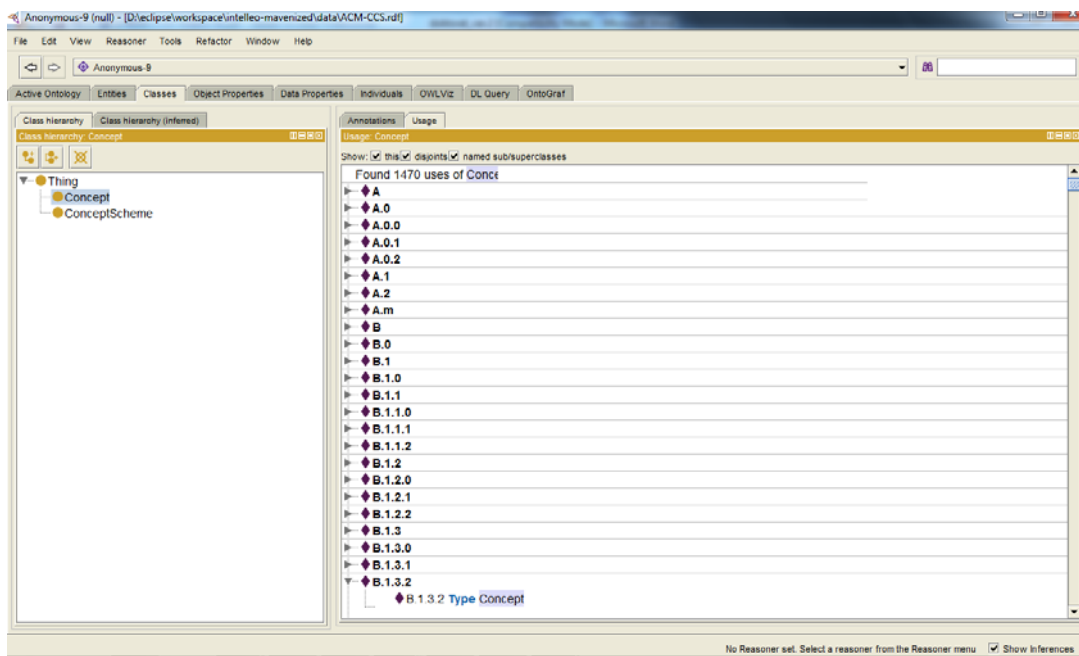 Anonymous-9 (null) - [D:\eclipse\workspace\intelleo-mavenized\data\ACM-CCS.rdf]
File Edit View Reasoner Tools Refactor Window Help
Anonymous-9
Active Ontology Entities Classes Object Properties Data Properties Individuals OWLViz DL Query OntoGraf
Class hierarchy Class hierarchy (inferred)
Class hierarchy: Concept
Thing
Concept
ConceptScheme
Annotations Usage
Usage: Concept
Show: this disjoints named sub/superclasses
Found 1470 uses of Conce
A
A.0
A.0.0
A.0.1
A.0.2
A.1
A.2
A.m
B
B.0
B.1
B.1.0
B.1.1
B.1.1.0
B.1.1.1
B.1.1.2
B.1.2
B.1.2.0
B.1.2.1
B.1.2.2
B.1.3
B.1.3.0
B.1.3.1
B.1.3.2
B.1.3.2 Type Concept
No Reasoner set. Select a reasoner from the Reasoner menu Show Inferences